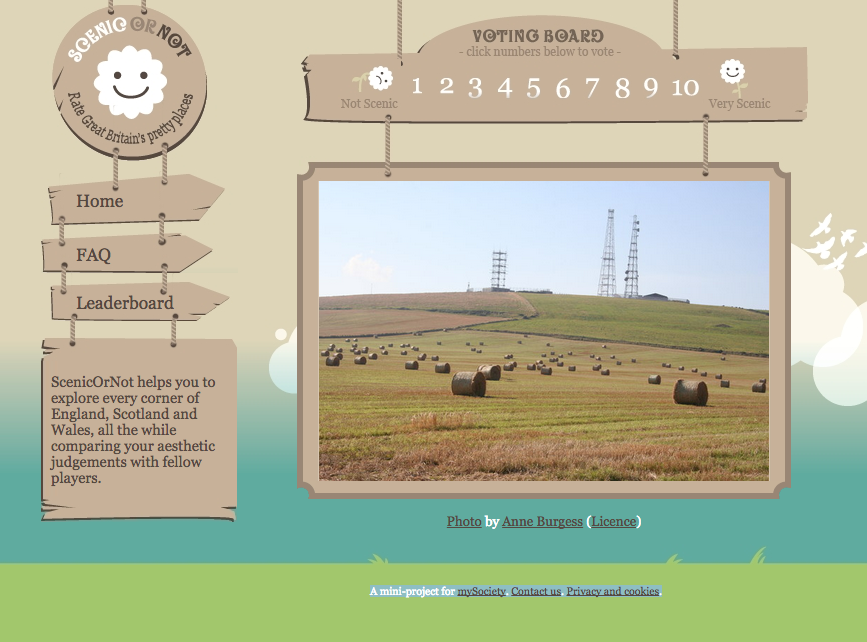 SCENIC OR NOT
Rate Great Britain's pretty places
Home
FAQ
Leaderboard
ScenicOrNot helps you to
explore every corner of
England, Scotland and
Wales, all the while
comparing your aesthetic
judgements with fellow
players.
VOTING BOARD
- click numbers below to vote -
1 2 3 4 5 6 7 8 9 10
Not Scenic
Very Scenic
Photo by Anne Burgess (Licence)
A mini-project for mySociety. Contact us. Privacy and cookies.